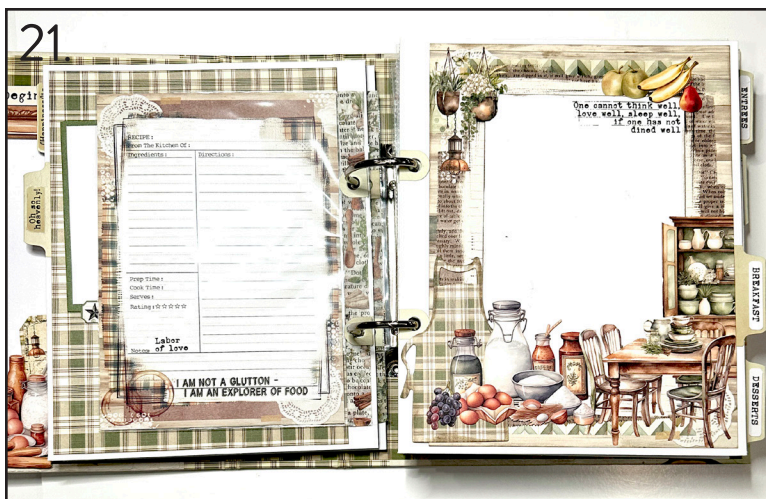 21.
Oh so
heavenly!
RECIPE:
From The Kitchen Of:
Ingredients:
Directions:
Prep Time:
Cook Time:
Serves:
Rating:☆☆☆☆☆
Labor
Notes of love
I AM NOT A GLUTTON -
I AM AN EXPLORER OF FOOD
One cannot think well,
love well, sleep well,
if one has not
dined well
ENTREES
BREAKFAST
DESSERTS